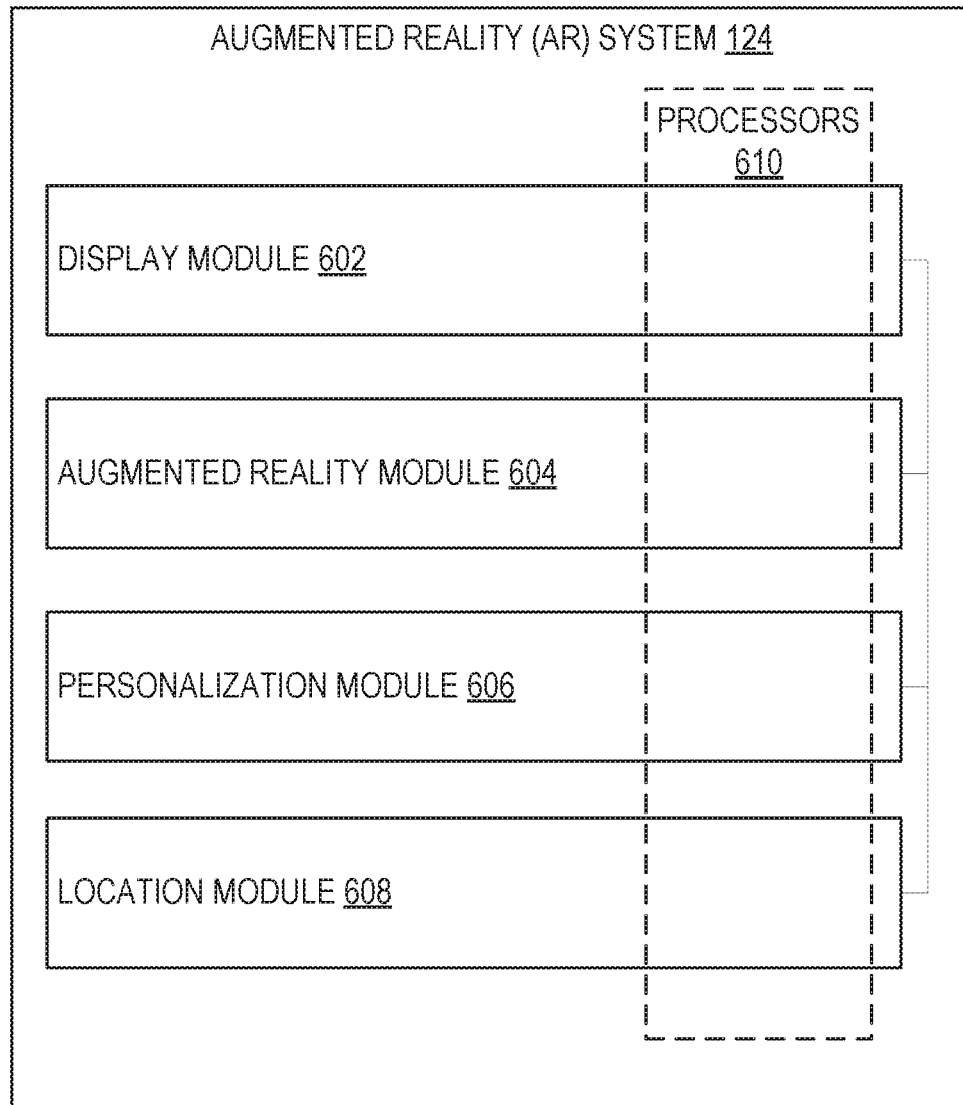 AUGMENTED REALITY (AR) SYSTEM 124
PROCESSORS
610
DISPLAY MODULE 602
AUGMENTED REALITY MODULE 604
PERSONALIZATION MODULE 606
LOCATION MODULE 608